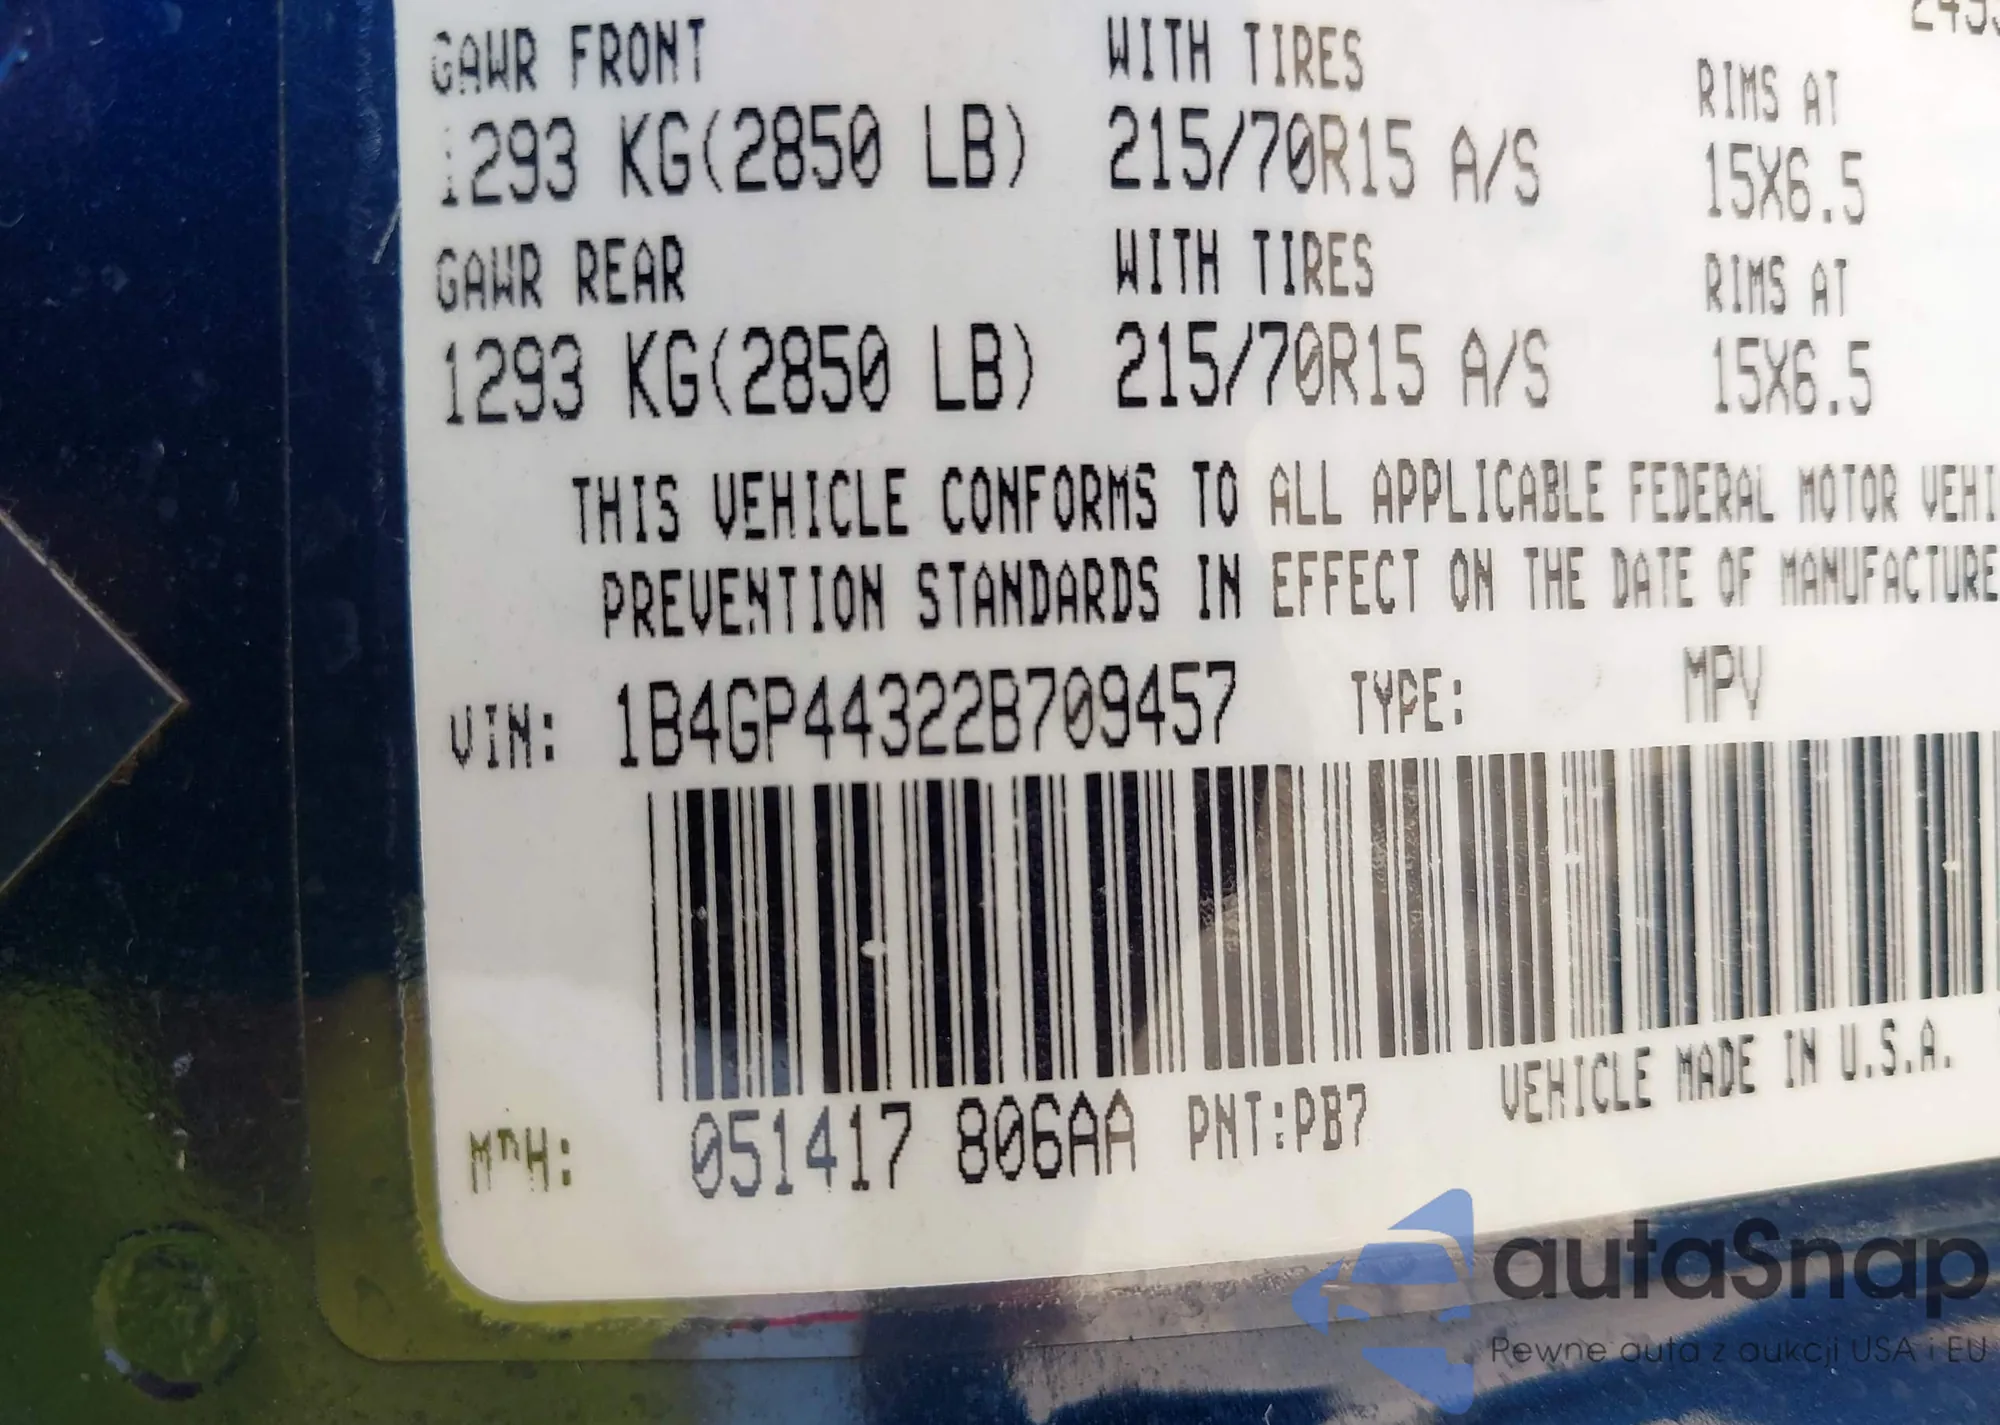 GAWR FRONT WITH TIRES RIMS AT
1293 KG(2850 LB) 215/70R15 A/S 15X6.5
GAWR REAR WITH TIRES RIMS AT
1293 KG(2850 LB) 215/70R15 A/S 15X6.5
THIS VEHICLE CONFORMS TO ALL APPLICABLE FEDERAL MOTOR VEHI
PREVENTION STANDARDS IN EFFECT ON THE DATE OF MANUFACTURE
VIN: 1B4GP44322B709457 TYPE: MPV
MDH: 051417 806AA PNT:PB7 VEHICLE MADE IN U.S.A.
autaSnap
Pewne auta z aukcji USA i EU